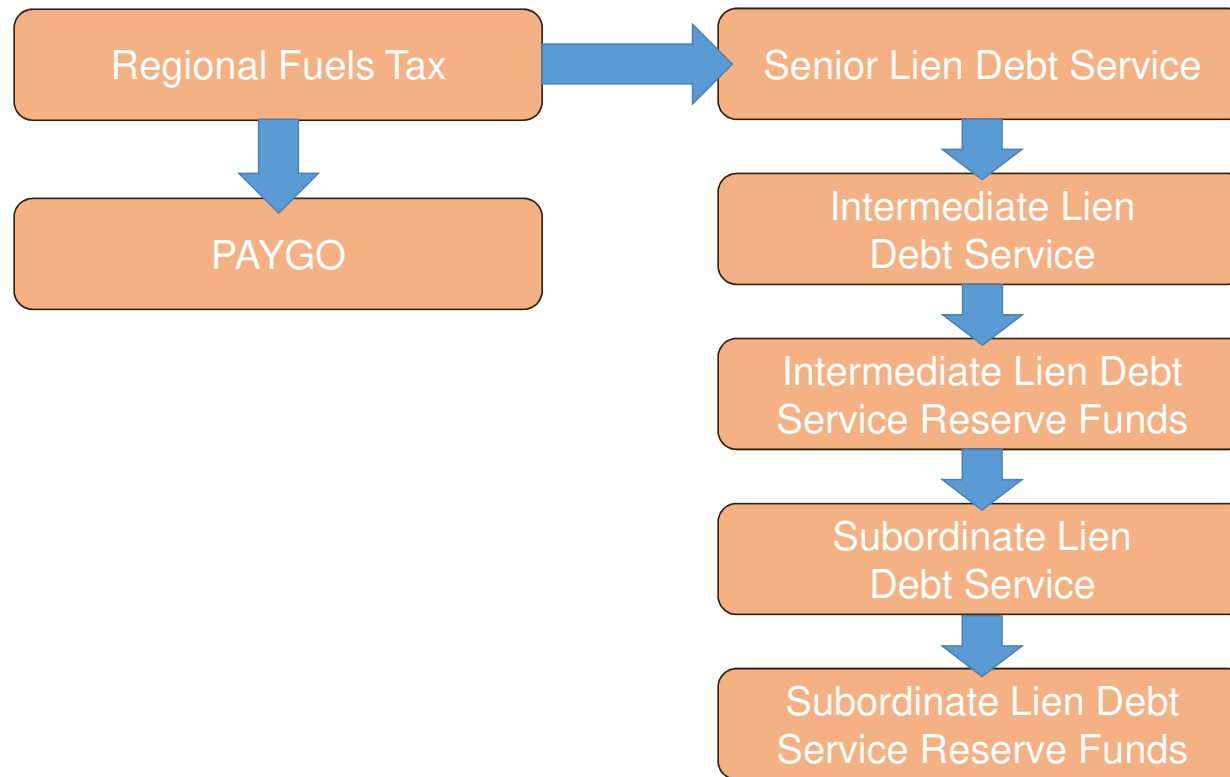 Regional Fuels Tax
Senior Lien Debt Service
PAYGO
Intermediate Lien
Debt Service
Intermediate Lien Debt
Service Reserve Funds
Subordinate Lien
Debt Service
Subordinate Lien Debt
Service Reserve Funds